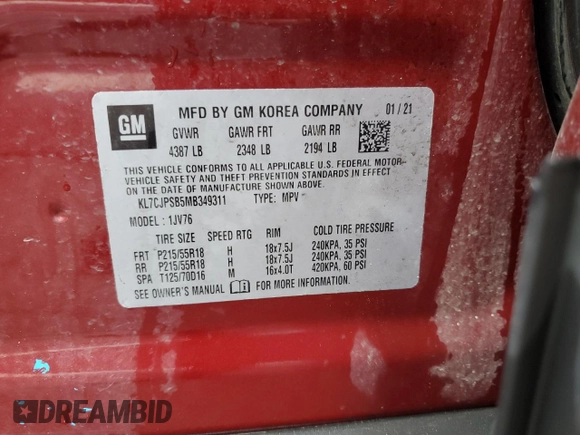 GM
MFD BY GM KOREA COMPANY 01/21
GVWR GAWR FRT GAWR RR
4387 LB 2348 LB 2194 LB
THIS VEHICLE CONFORMS TO ALL APPLICABLE U.S. FEDERAL MOTOR-
VEHICLE SAFETY AND THEFT PREVENTION STANDARDS IN EFFECT
ON THE DATE OF MANUFACTURE SHOWN ABOVE.
KL7CJPSB5MB349311 TYPE: MPV
MODEL: 1JV76
TIRE SIZE SPEED RTG RIM COLD TIRE PRESSURE
FRT P215/55R18 H 18x7.5J 240KPA, 35 PSI
RR P215/55R18 H 18x7.5J 240KPA, 35 PSI
SPA T125/70D16 M 16x4.0T 420KPA, 60 PSI
SEE OWNER'S MANUAL FOR MORE INFORMATION.
DREAMBID